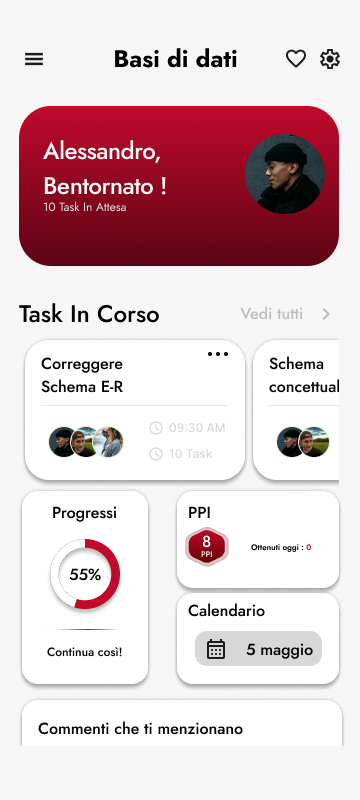 Basi di dati
Alessandro,
Bentornato !
10 Task In Attesa
Task In Corso
Vedi tutti
Correggere
Schema E-R
09:30 AM
10 Task
Schema
concettual
Progressi
55%
Continua così!
PPI
8
PPI
Ottenuti oggi : 0
Calendario
5 maggio
Commenti che ti menzionano